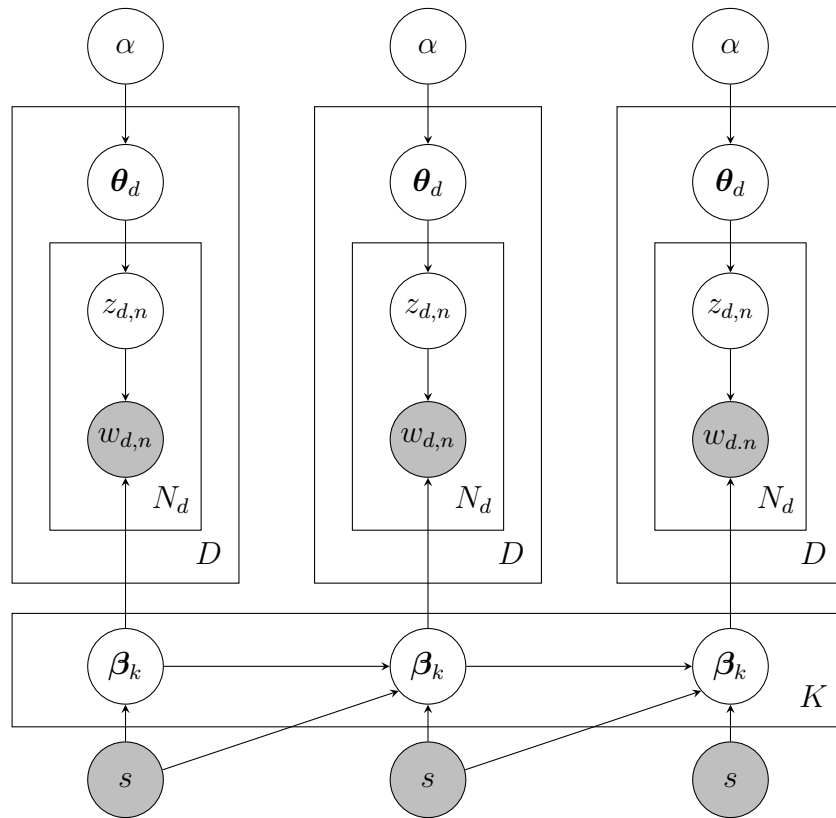 α α α
θ_d θ_d θ_d
z_{d,n} z_{d,n} z_{d,n}
w_{d,n} w_{d,n} w_{d.n}
N_d N_d N_d
D D D
β_k β_k β_k
K
s s s